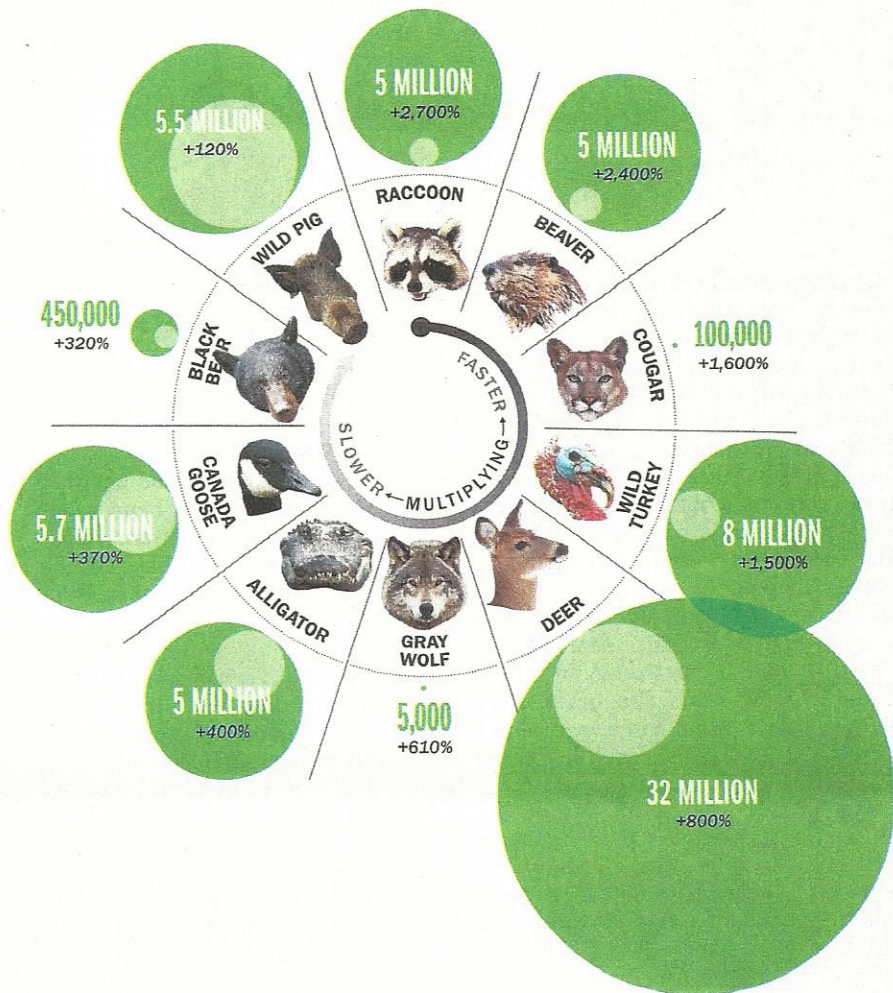 5 MILLION
+2,700%
RACCOON
5 MILLION
+2,400%
BEAVER
100,000
+1,600%
COUGAR
8 MILLION
+1,500%
WILD
TURKEY
32 MILLION
+800%
DEER
5,000
+610%
GRAY
WOLF
5 MILLION
+400%
ALLIGATOR
5.7 MILLION
+370%
CANADA
GOOSE
450,000
+320%
BLACK
BEAR
5.5 MILLION
+120%
WILD PIG
SLOWER ← MULTIPLYING → FASTER